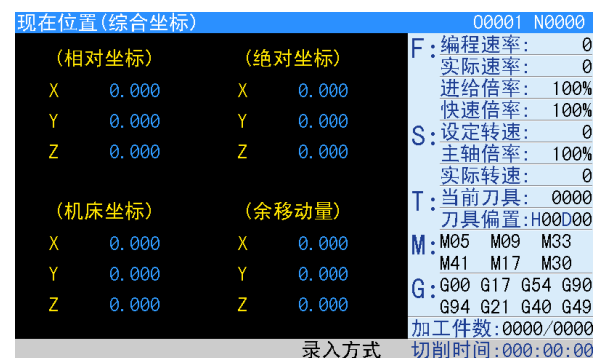 现在位置(综合坐标) O0001 N0000
(相对坐标) (绝对坐标)
X 0.000 X 0.000
Y 0.000 Y 0.000
Z 0.000 Z 0.000
(机床坐标) (余移动量)
X 0.000 X 0.000
Y 0.000 Y 0.000
Z 0.000 Z 0.000
F:编程速率: 0
实际速率: 0
进给倍率: 100%
快速倍率: 100%
S:设定转速: 0
主轴倍率: 100%
实际转速: 0
T:当前刀具: 0000
刀具偏置:H00D00
M:M05 M09 M33
M41 M17 M30
G:G00 G17 G54 G90
G94 G21 G40 G49
加工件数:0000/0000
录入方式 切削时间:000:00:00